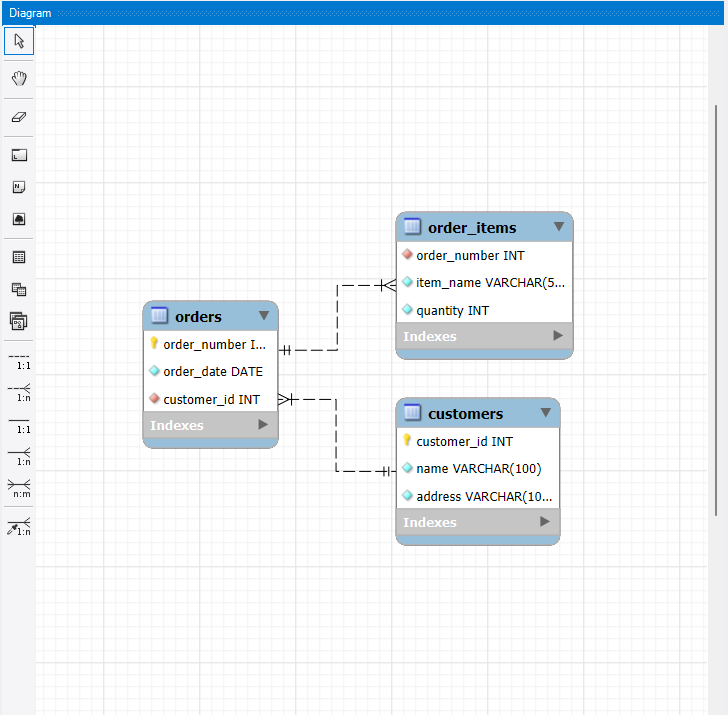 Diagram
1:1
1:n
1:1
1:n
n:m
1:n
order_items
order_number INT
item_name VARCHAR(5...
quantity INT
Indexes
orders
order_number I...
order_date DATE
customer_id INT
Indexes
customers
customer_id INT
name VARCHAR(100)
address VARCHAR(10...
Indexes